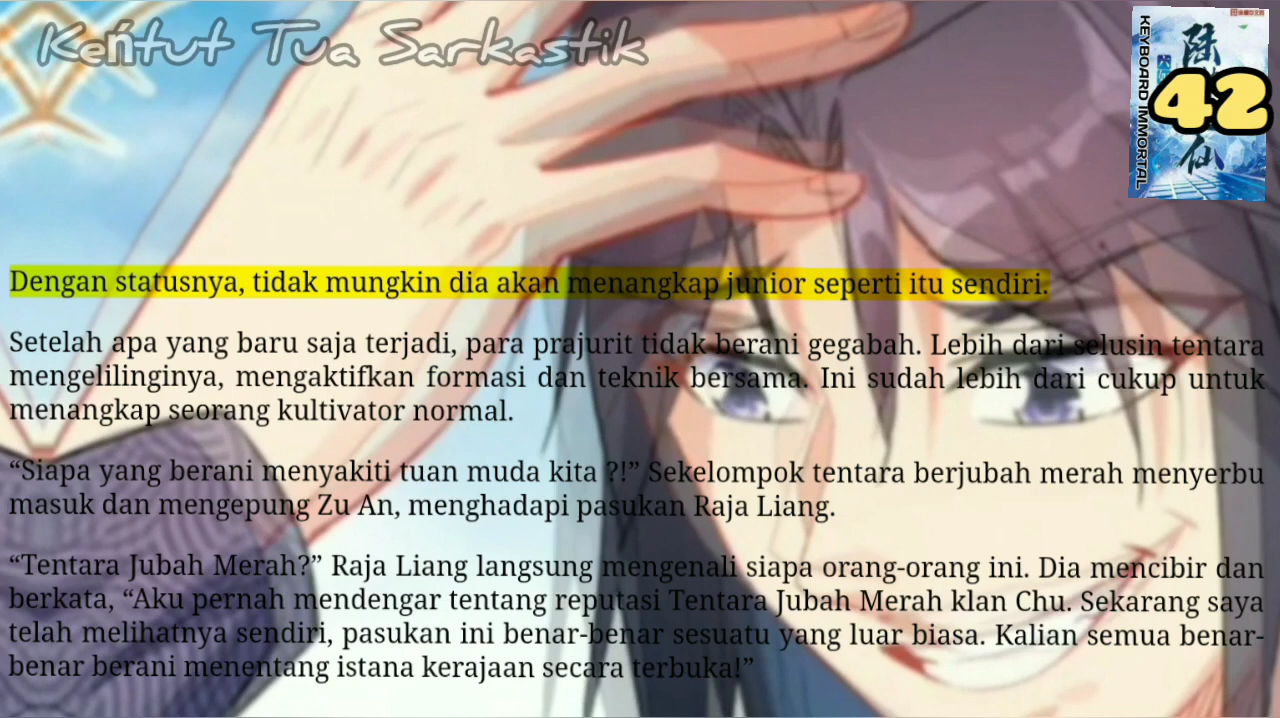 Kentut Tua Sarkastik
KEYBOARD IMMORTAL
42
仙
Dengan statusnya, tidak mungkin dia akan menangkap junior seperti itu sendiri.
Setelah apa yang baru saja terjadi, para prajurit tidak berani gegabah. Lebih dari selusin tentara
mengelilinginya, mengaktifkan formasi dan teknik bersama. Ini sudah lebih dari cukup untuk
menangkap seorang kultivator normal.
“Siapa yang berani menyakiti tuan muda kita ?!” Sekelompok tentara berjubah merah menyerbu
masuk dan mengepung Zu An, menghadapi pasukan Raja Liang.
“Tentara Jubah Merah?” Raja Liang langsung mengenali siapa orang-orang ini. Dia mencibir dan
berkata, “Aku pernah mendengar tentang reputasi Tentara Jubah Merah klan Chu. Sekarang saya
telah melihatnya sendiri, pasukan ini benar-benar sesuatu yang luar biasa. Kalian semua benar-
benar berani menentang istana kerajaan secara terbuka!”